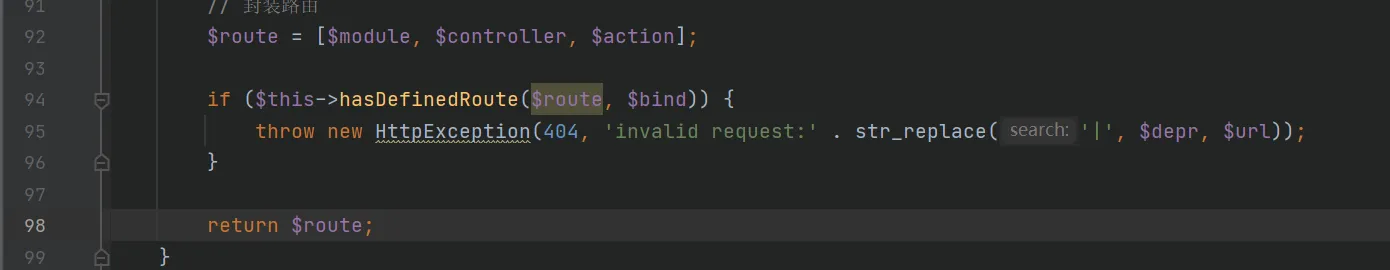 91 // 封装路由
92 $route = [$module, $controller, $action];
93
94 if ($this->hasDefinedRoute($route, $bind)) {
95 throw new HttpException(404, 'invalid request:' . str_replace( search: '|', $depr, $url));
96 }
97
98 return $route;
99 }